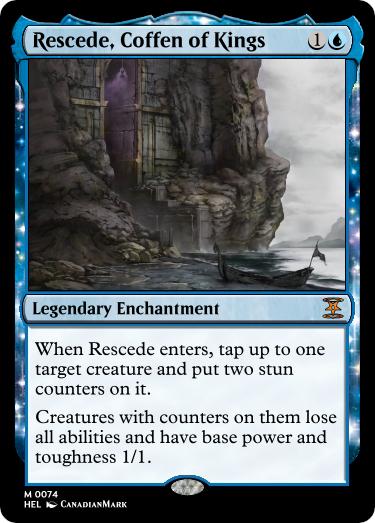 Rescede, Coffen of Kings 1
Legendary Enchantment
When Rescede enters, tap up to one
target creature and put two stun
counters on it.
Creatures with counters on them lose
all abilities and have base power and
toughness 1/1.
M 0074
HEL CanadianMark